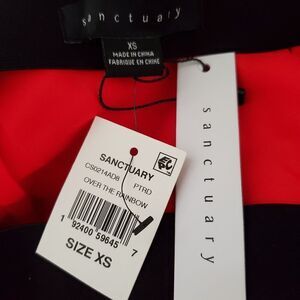 sanctuary
XS
MADE IN CHINA
FABRIQUÉ EN CHINE
SANCTUARY
CS0214AD8 PTRD
OVER THE RAINBOW
1 92400 59645 7
SIZE XS
sanctuary